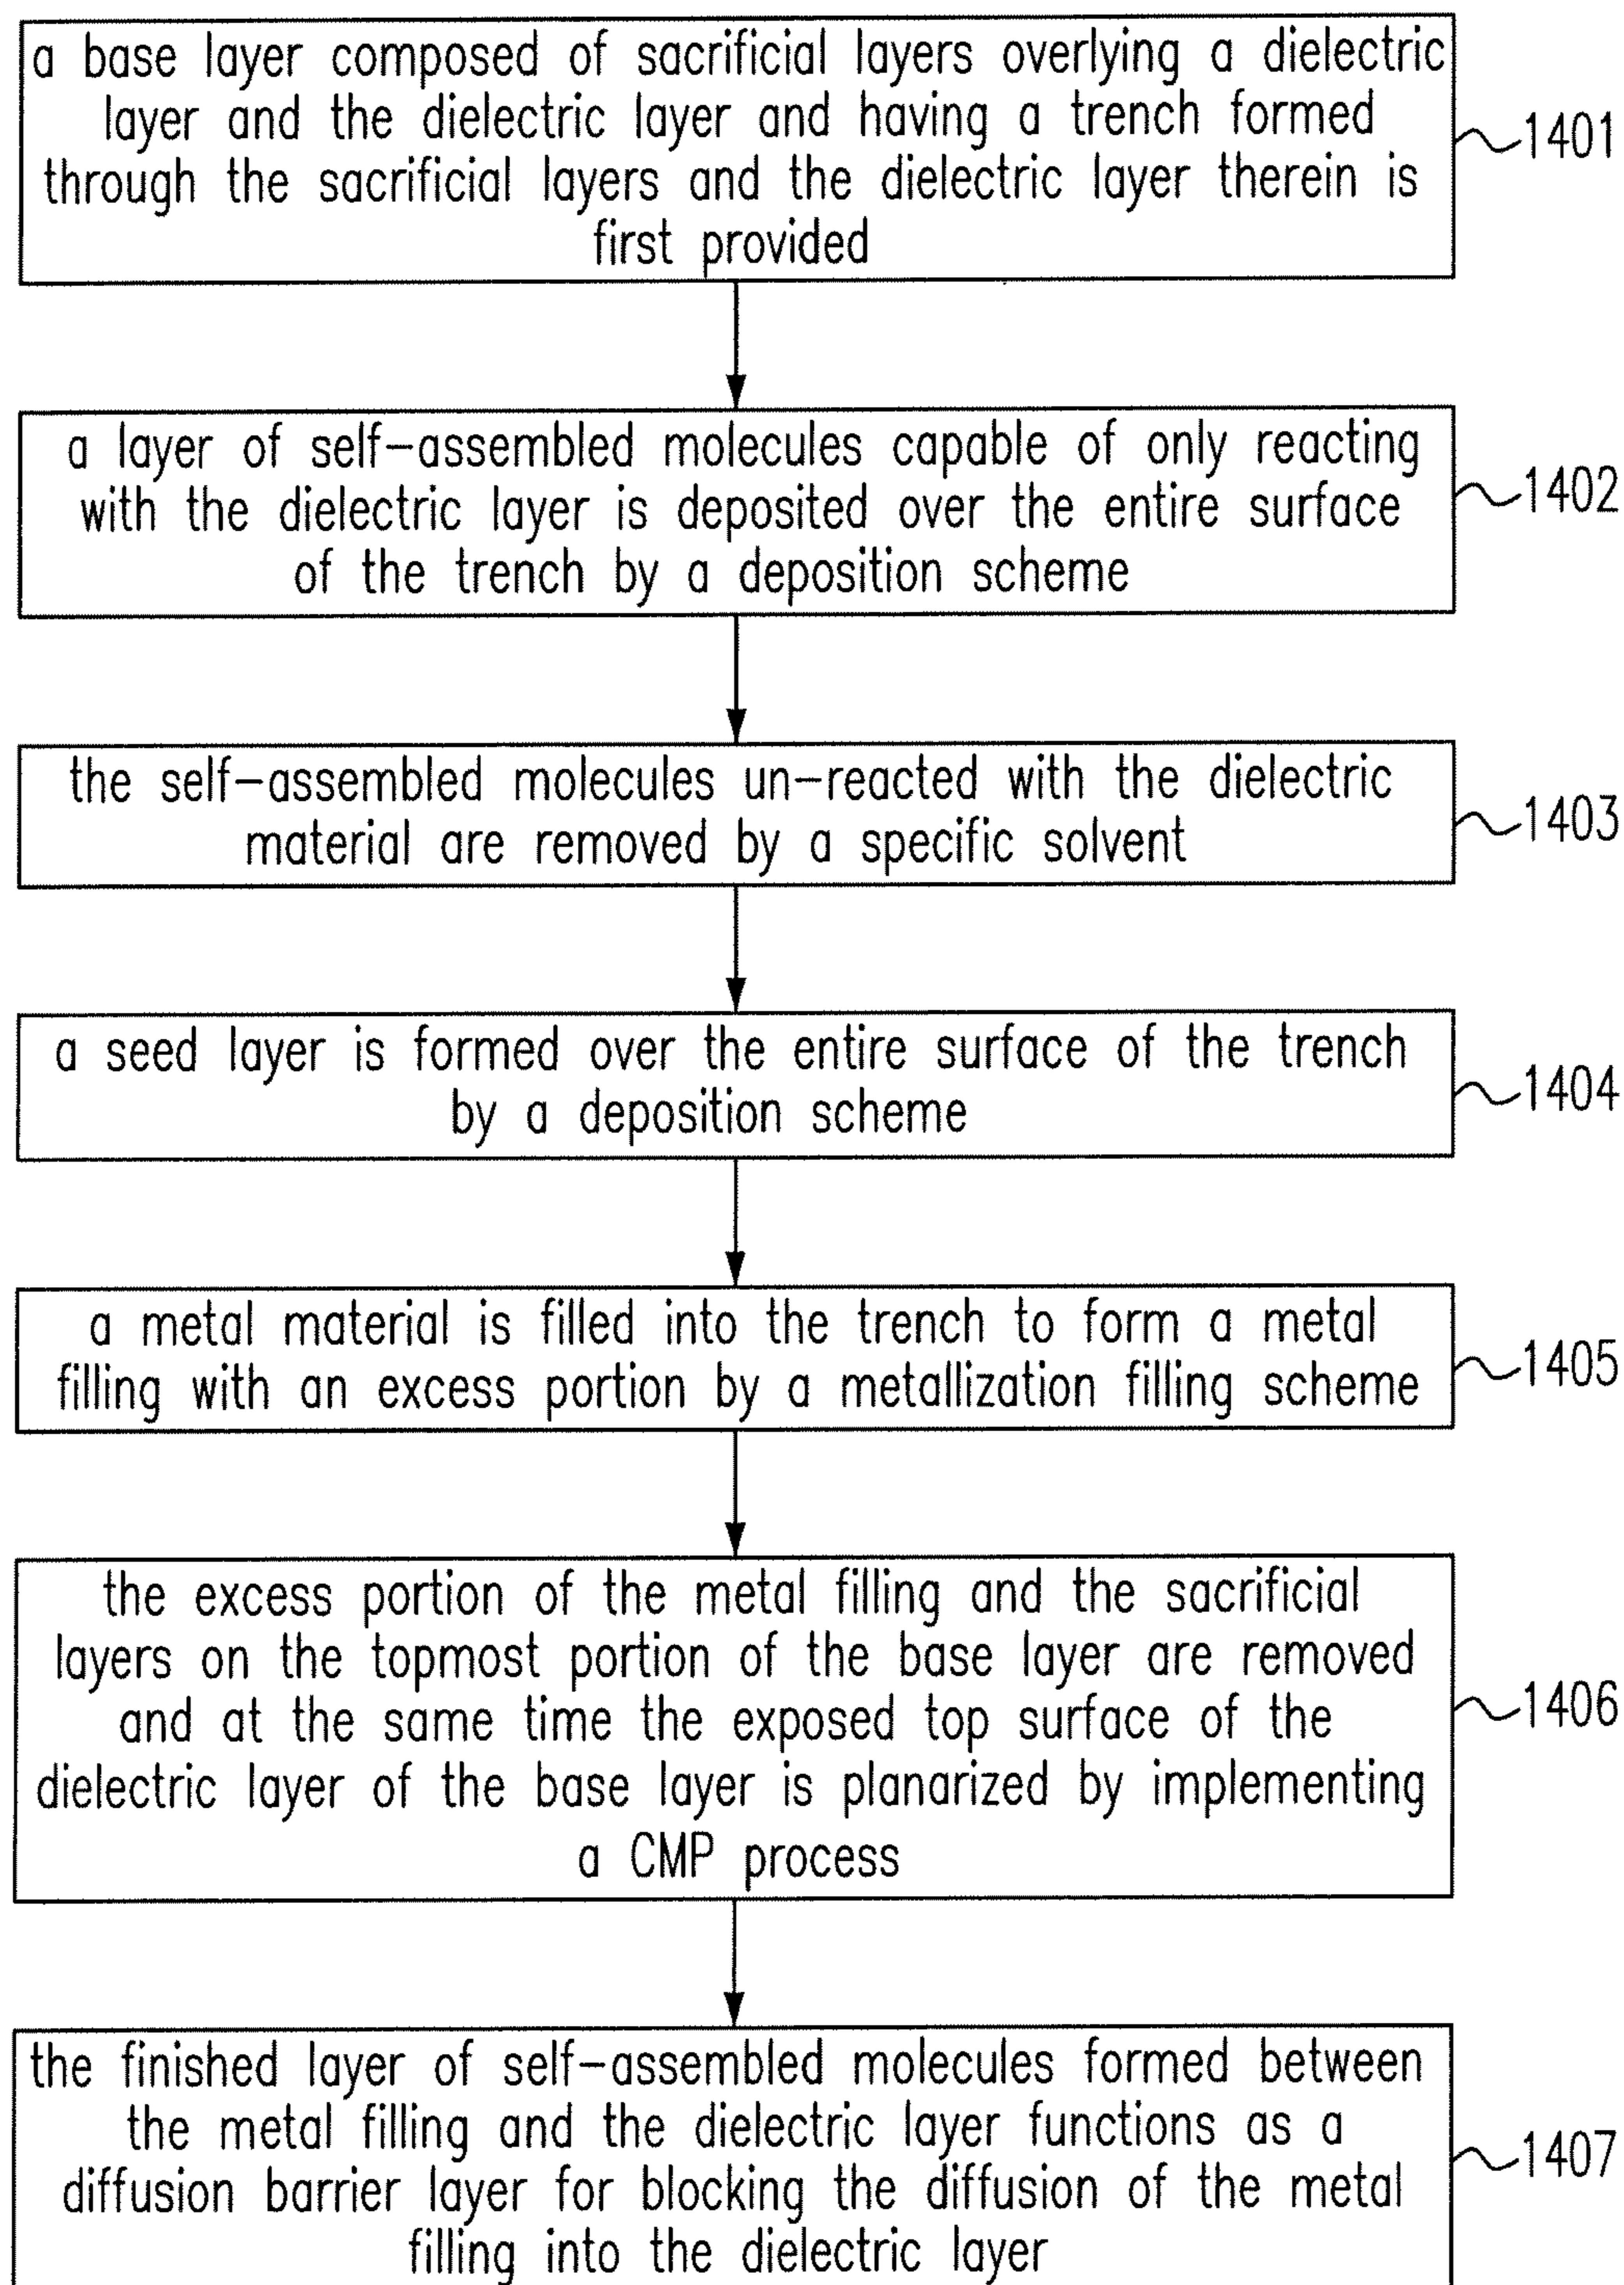 a base layer composed of sacrificial layers overlying a dielectric
layer and the dielectric layer and having a trench formed
through the sacrificial layers and the dielectric layer therein is
first provided
1401
a layer of self-assembled molecules capable of only reacting
with the dielectric layer is deposited over the entire surface
of the trench by a deposition scheme
1402
the self-assembled molecules un-reacted with the dielectric
material are removed by a specific solvent
1403
a seed layer is formed over the entire surface of the trench
by a deposition scheme
1404
a metal material is filled into the trench to form a metal
filling with an excess portion by a metallization filling scheme
1405
the excess portion of the metal filling and the sacrificial
layers on the topmost portion of the base layer are removed
and at the same time the exposed top surface of the
dielectric layer of the base layer is planarized by implementing
a CMP process
1406
the finished layer of self-assembled molecules formed between
the metal filling and the dielectric layer functions as a
diffusion barrier layer for blocking the diffusion of the metal
filling into the dielectric layer
1407